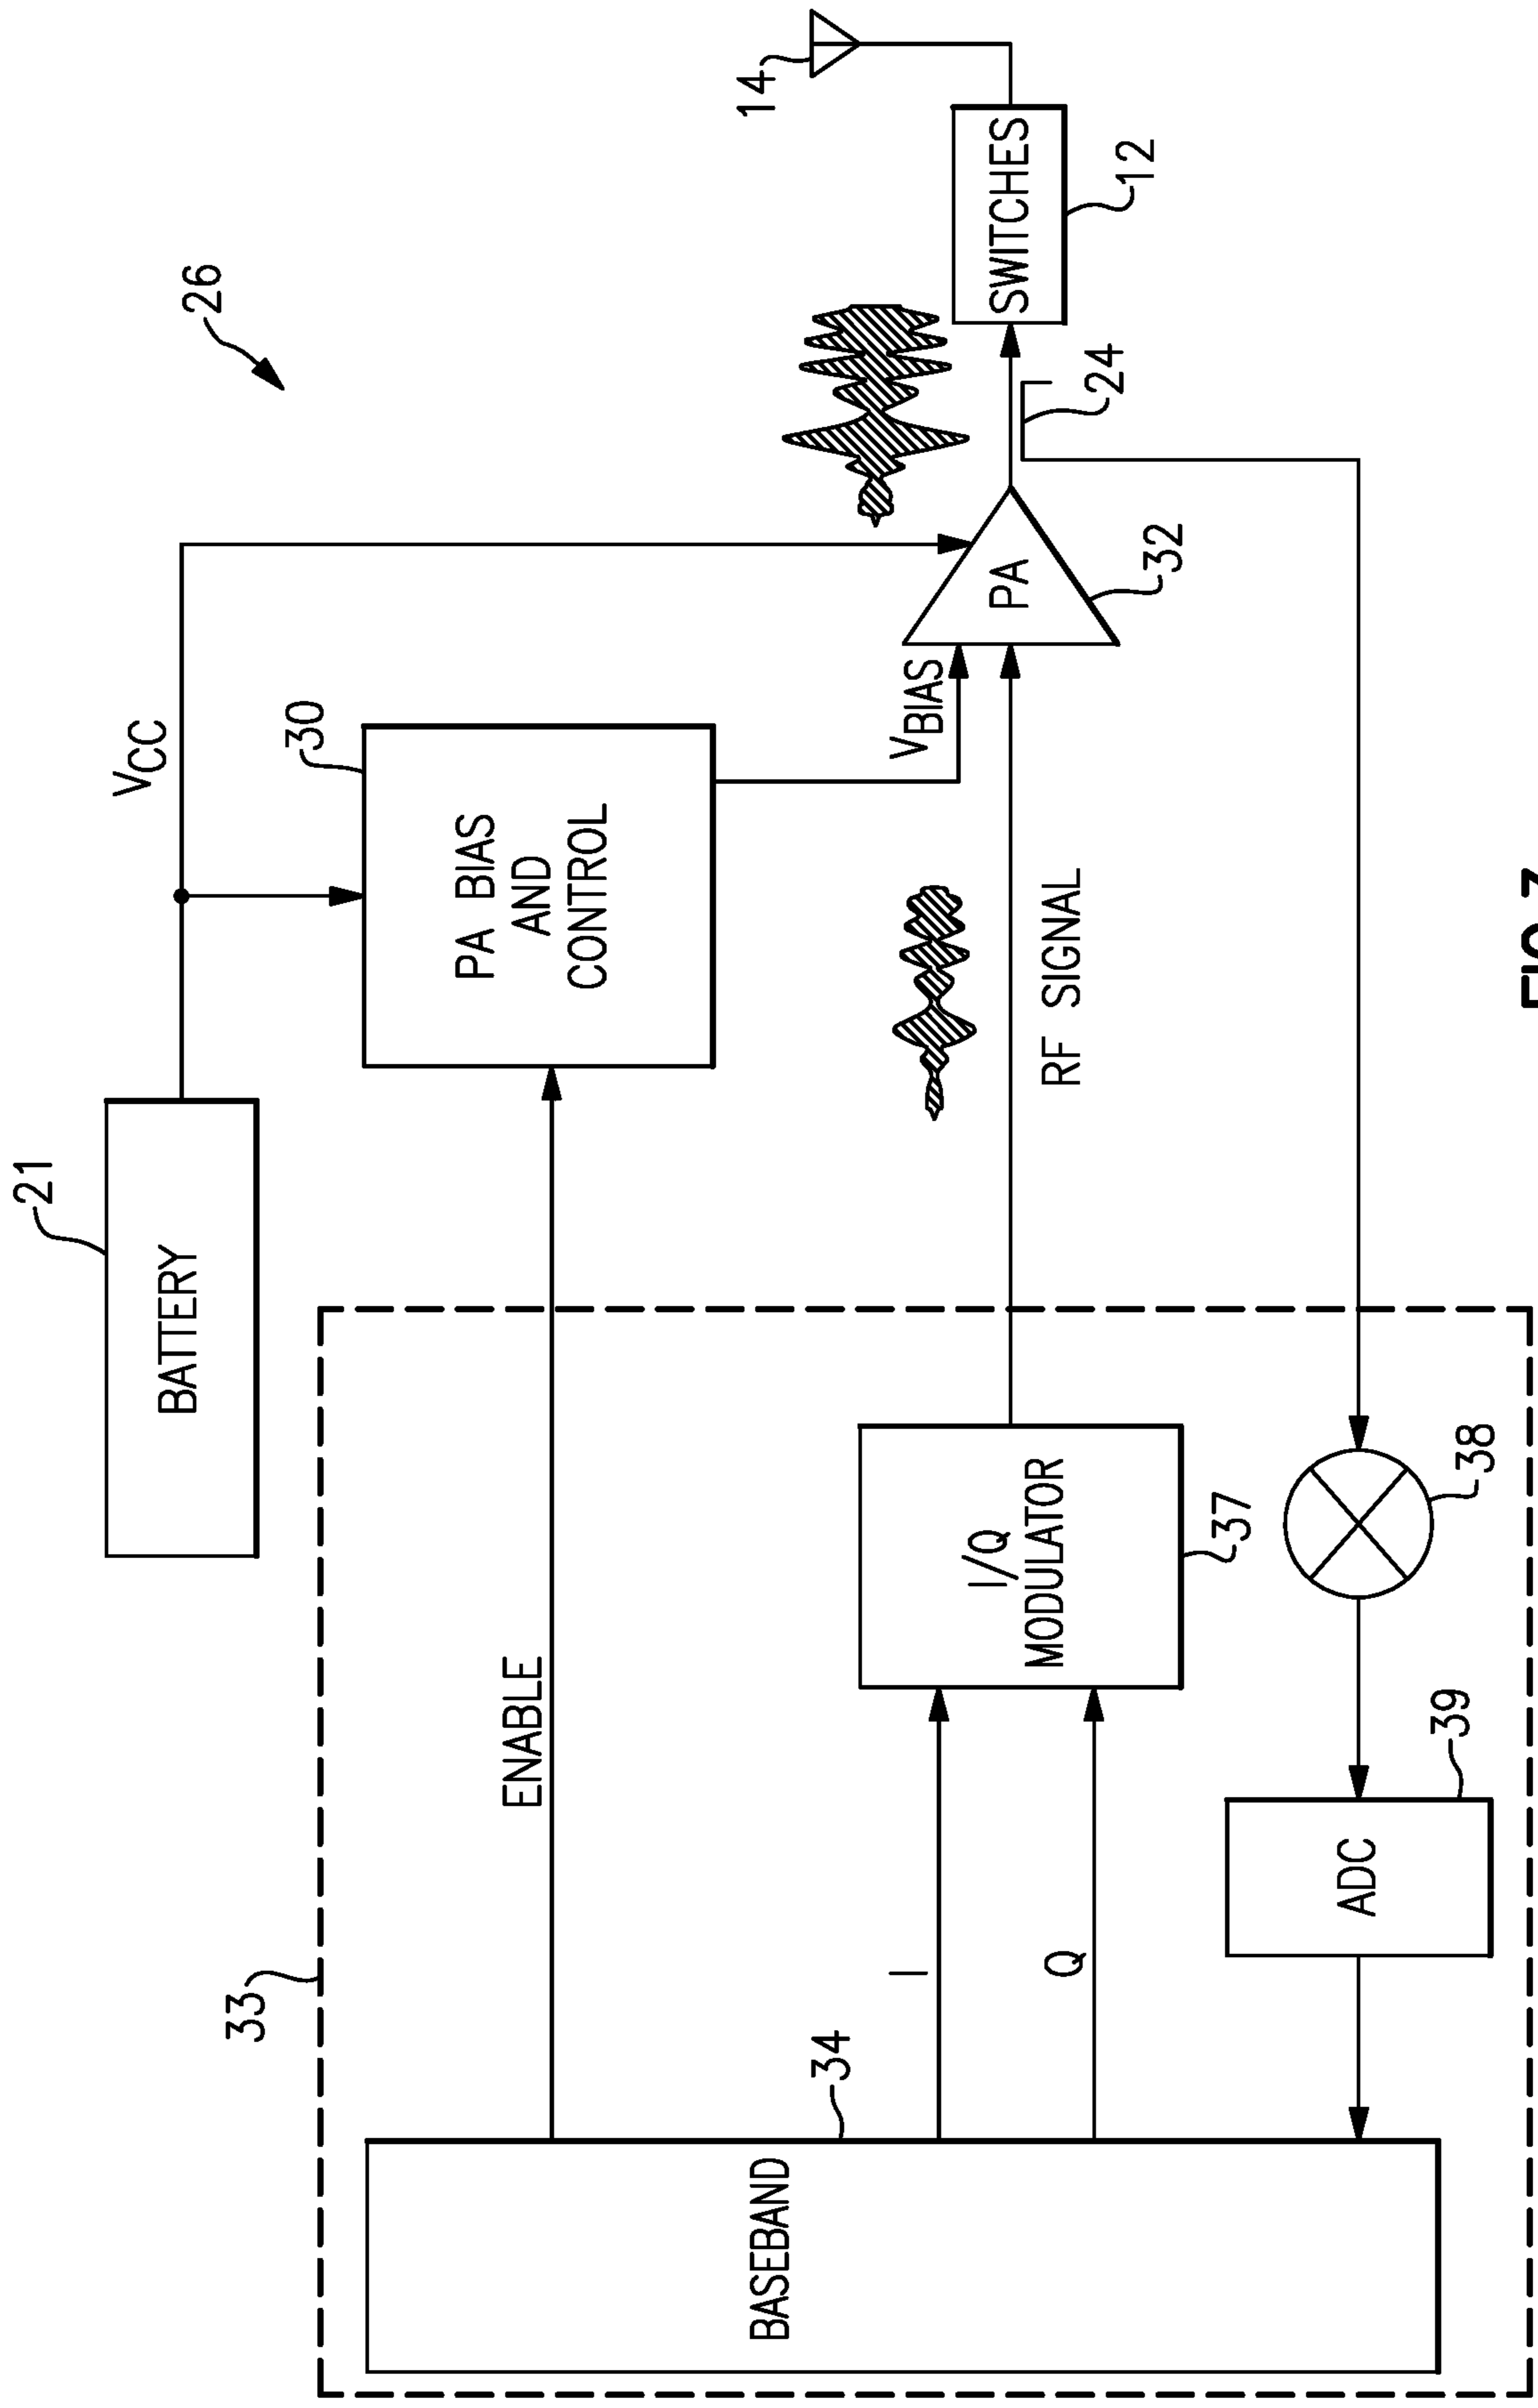 26
21
BATTERY
VCC
30
PA BIAS
AND
CONTROL
14
SWITCHES
12
24
VBIAS
PA
32
RF SIGNAL
33
ENABLE
I/Q
MODULATOR
37
I
Q
34
BASEBAND
38
39
ADC